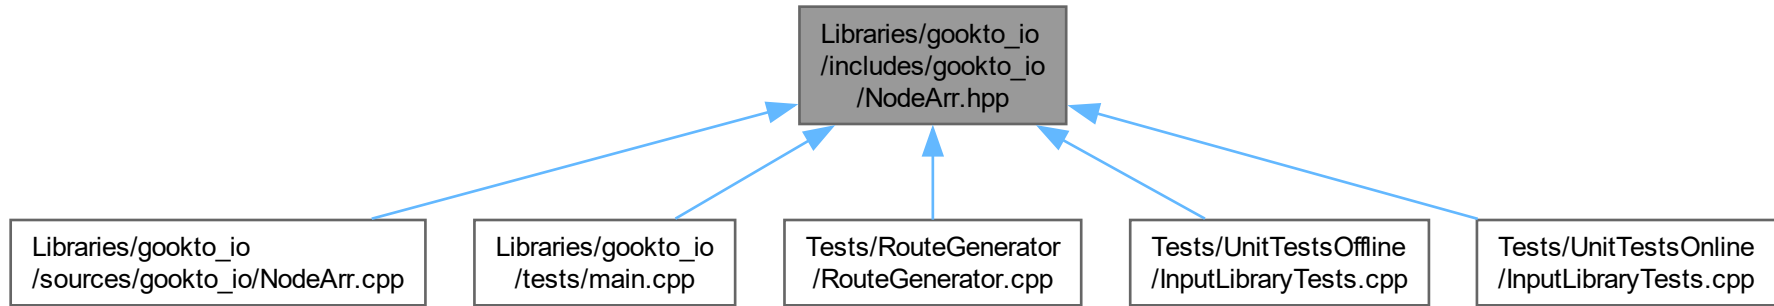 Libraries/gookto_io
/includes/gookto_io
/NodeArr.hpp
Libraries/gookto_io
/sources/gookto_io/NodeArr.cpp
Libraries/gookto_io
/tests/main.cpp
Tests/RouteGenerator
/RouteGenerator.cpp
Tests/UnitTestsOffline
/InputLibraryTests.cpp
Tests/UnitTestsOnline
/InputLibraryTests.cpp